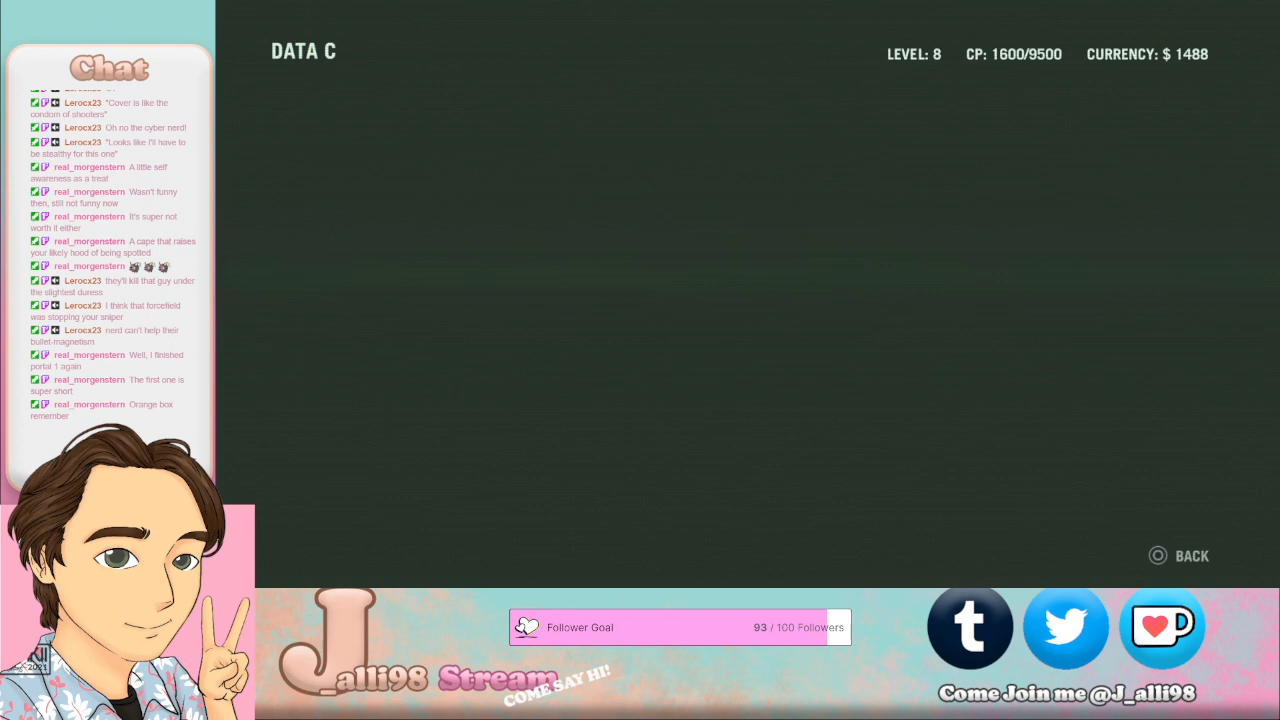 DATA C
LEVEL: 8 CP: 1600/9500 CURRENCY: $ 1488
Chat
Lerocx23 "Cover is like the
condom of shooters"
Lerocx23 Oh no the cyber nerd!
Lerocx23 "Looks like I'll have to
be stealthy for this one"
real_morgenstern A little self
awareness as a treat
real_morgenstern Wasn't funny
then, still not funny now
real_morgenstern It's super not
worth it either
real_morgenstern A cape that raises
your likely hood of being spotted
real_morgenstern
Lerocx23 they'll kill that guy under
the slightest duress
Lerocx23 I think that forcefield
was stopping your sniper
Lerocx23 nerd can't help their
bullet-magnetism
real_morgenstern Well, I finished
portal 1 again
real_morgenstern The first one is
super short
real_morgenstern Orange box
remember
BACK
2021
J_alli98 Stream
COME SAY HI!
Follower Goal 93 / 100 Followers
Come Join me @J_alli98